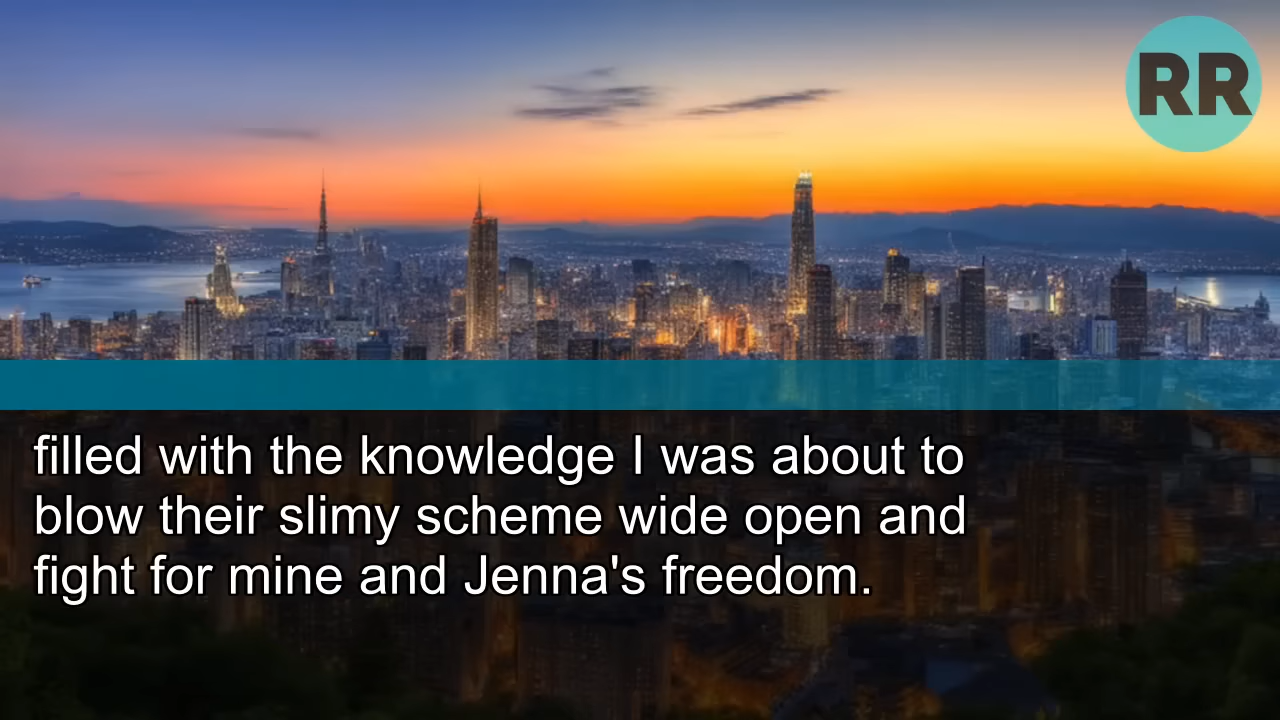 RR
filled with the knowledge I was about to
blow their slimy scheme wide open and
fight for mine and Jenna's freedom.